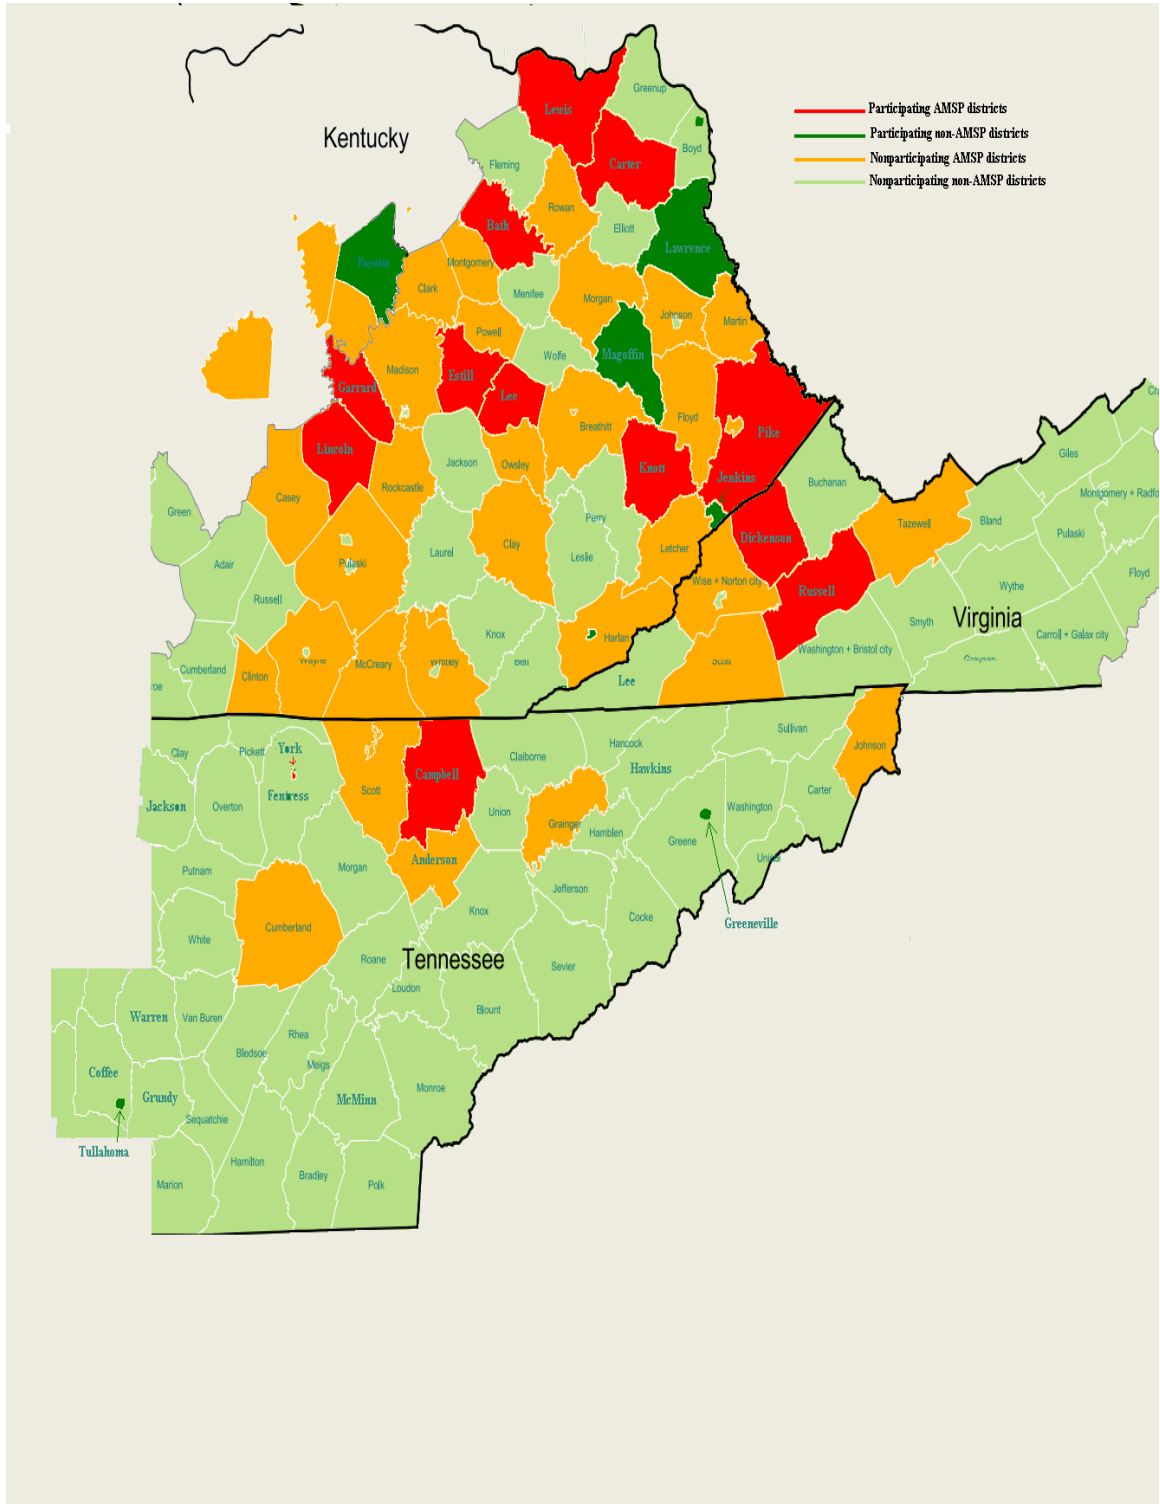 Greenup
Lewis
Participating AMSP districts
Kentucky
Participating non-AMSP districts
Boyd
Nonparticipating AMSP districts
Fleming
Carter
Nonparticipating non-AMSP districts
Rowan
Bath
Elliott
Lawrence
Fayette
Montgomery
Clark
Menifee
Morgan
Johnson
Martin
Powell
Magoffin
Wolfe
Madison
Estill
Garrard
Lee
Floyd
Breathitt
Pike
Lincoln
Giles
Jackson
Owsley
Knott
Jenkins
Buchanan
Rockcastle
Casey
Montgomery + Radfo
Green
Perry
Tazewell
Bland
Pulaski
Dickenson
Clay
Letcher
Laurel
Leslie
Adair
Pulaski
Floyd
Wise + Norton city
Wythe
Russell
Russell
Smyth
Virginia
Knox
Harlan
Carroll + Galax city
Washington + Bristol city
Wayne
McCreary
Whitley
Bell
Scott
Grayson
Cumberland
Clinton
Lee
roe
Sullivan
Clay
Pickett
York
Hancock
Johnson
Claiborne
Hawkins
Campbell
Scott
Fentress
Carter
Jackson
Overton
Union
Washington
Grainger
Hamblen
Greene
Anderson
Unicoi
Putnam
Morgan
Jefferson
Knox
Cocke
Greeneville
Cumberland
White
Roane
Tennessee
Sevier
Loudon
Blount
Warren
Van Buren
Rhea
Bledsoe
Meigs
Coffee
Monroe
Grundy
McMinn
Sequatchie
Tullahoma
Hamilton
Bradley
Marion
Polk